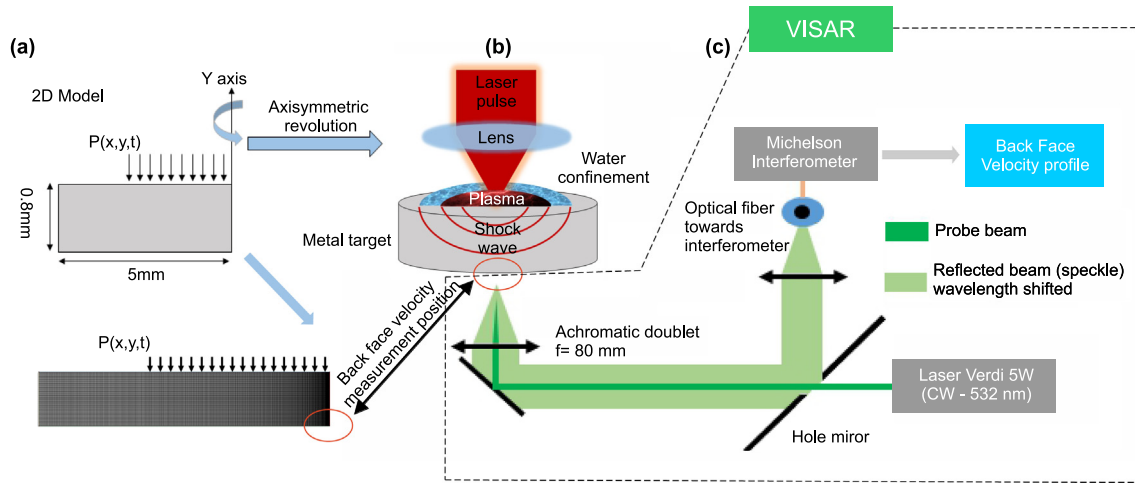 (a)
2D Model
Y axis
P(x,y,t)
0.8mm
5mm
Axisymmetric
revolution
P(x,y,t)
Back face velocity
measurement position
(b)
Laser
pulse
Lens
Water
confinement
Plasma
Shock
wave
Metal target
VISAR
(c)
Michelson
Interferometer
Back Face
Velocity profile
Optical fiber
towards
interferometer
Probe beam
Reflected beam (speckle)
wavelength shifted
Achromatic doublet
f= 80 mm
Laser Verdi 5W
(CW - 532 nm)
Hole miror